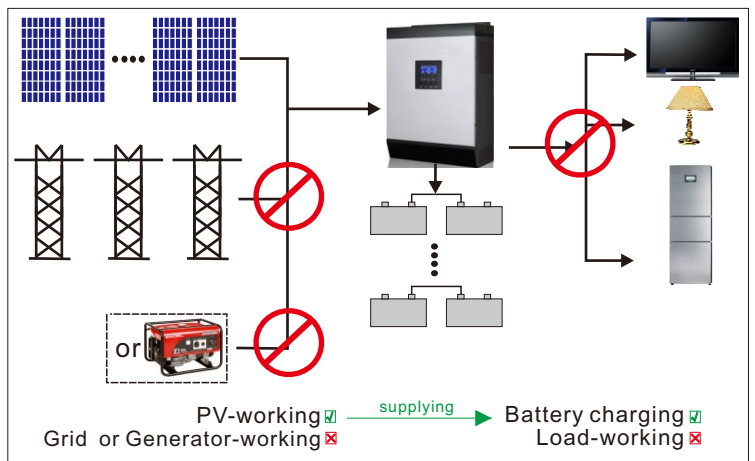 or
supplying
PV-working ☑ Battery charging ☑
Grid or Generator-working ☒ Load-working ☒